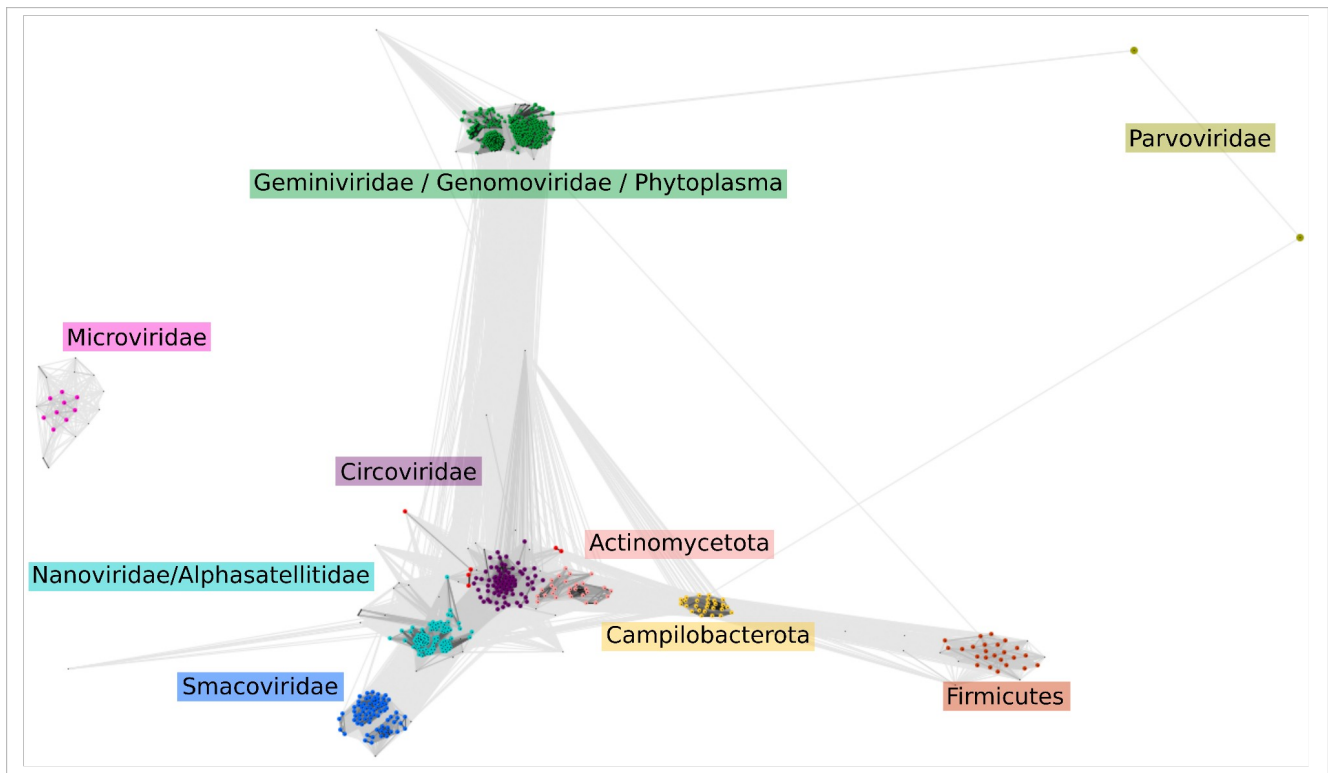 Parvoviridae
Geminiviridae / Genomoviridae / Phytoplasma
Microviridae
Circoviridae
Actinomycetota
Nanoviridae/Alphasatellitidae
Campilobacterota
Smacoviridae
Firmicutes